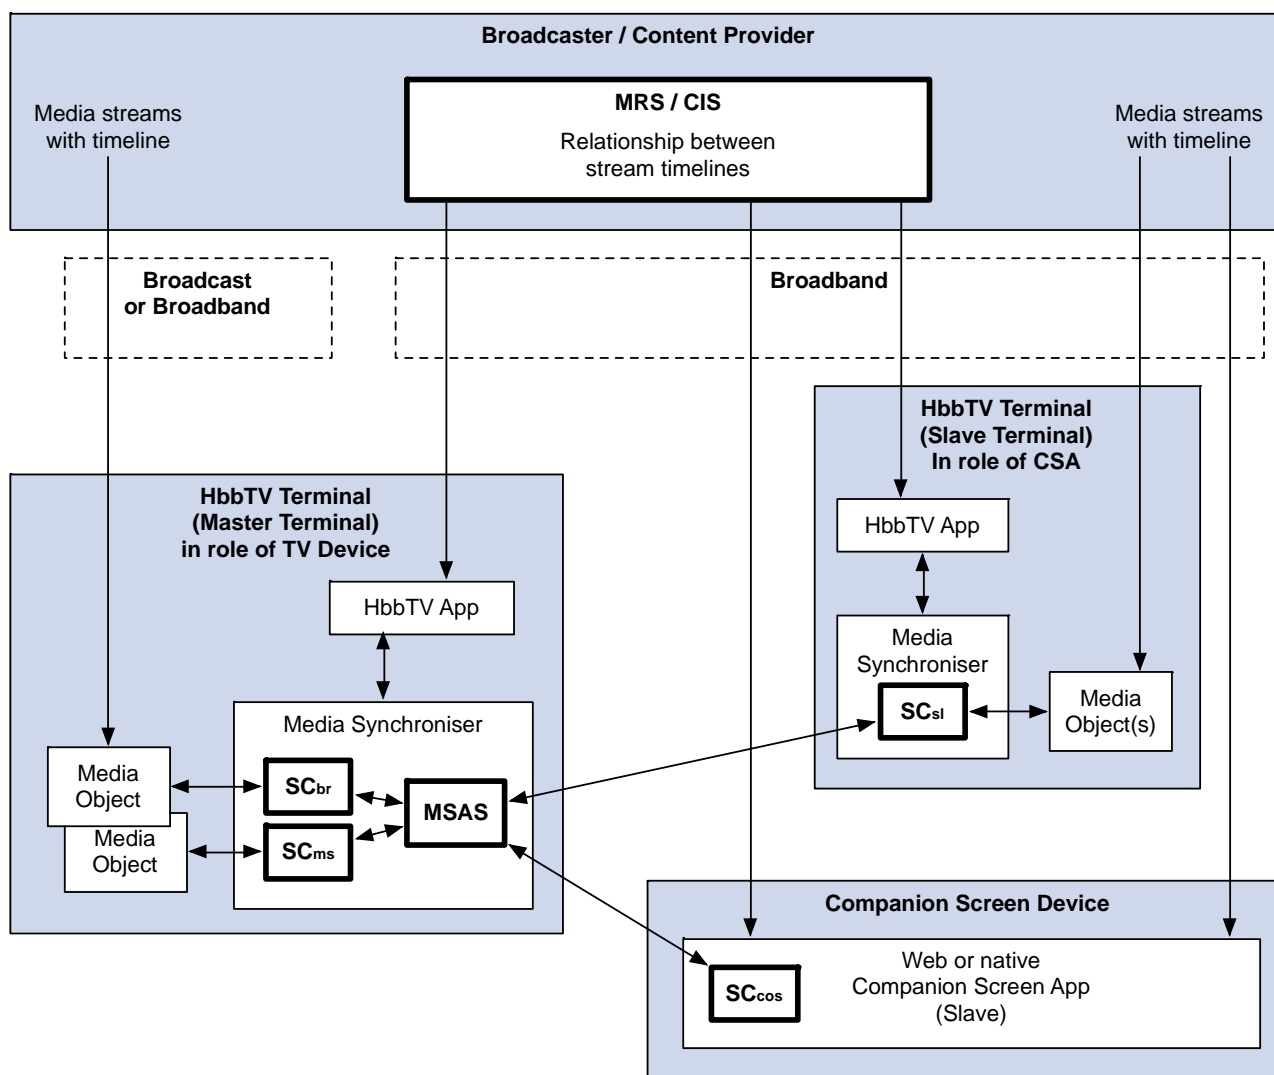 Broadcaster / Content Provider
Media streams
with timeline
MRS / CIS
Relationship between
stream timelines
Media streams
with timeline
Broadcast
or Broadband
Broadband
HbbTV Terminal
(Slave Terminal)
In role of CSA
HbbTV App
Media
Synchroniser
SCsl
Media
Object(s)
HbbTV Terminal
(Master Terminal)
in role of TV Device
HbbTV App
Media Synchroniser
Media
Object
SCbr
MSAS
Media
Object
SCms
Companion Screen Device
Web or native
Companion Screen App
(Slave)
SCcos